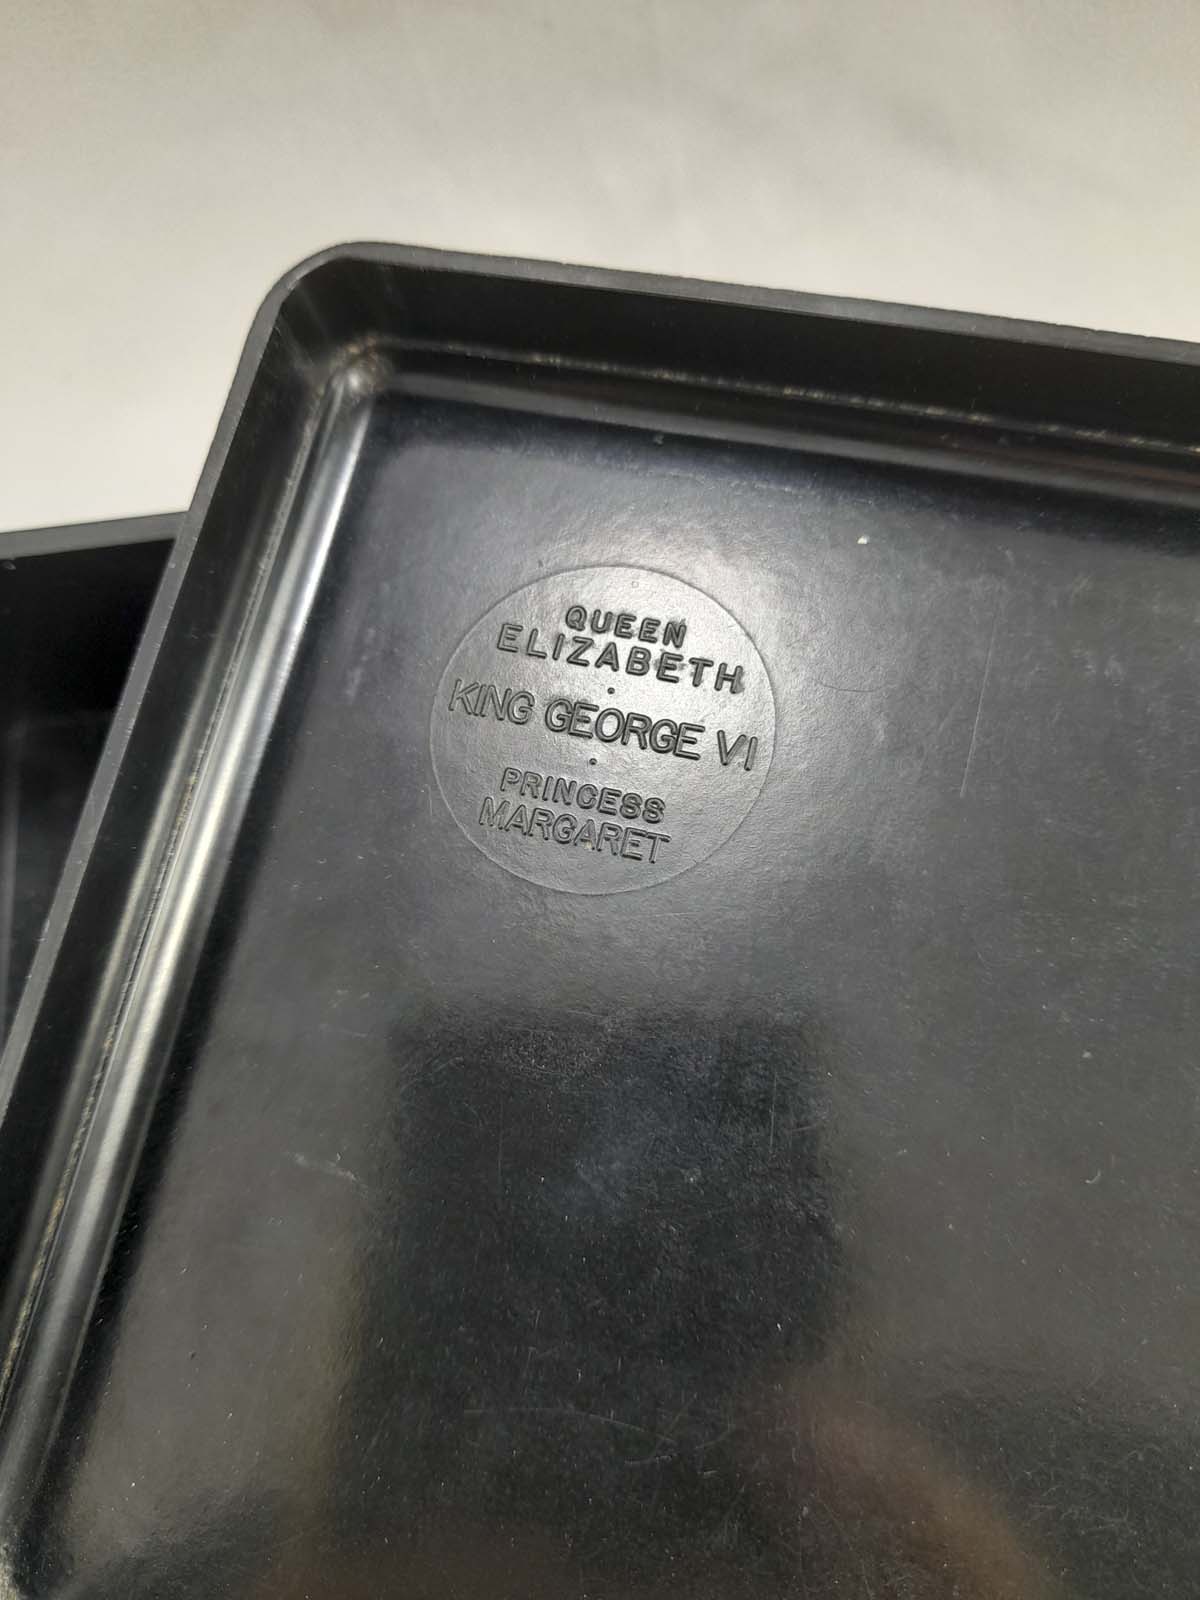 QUEEN
ELIZABETH
KING GEORGE VI
PRINCESS
MARGARET